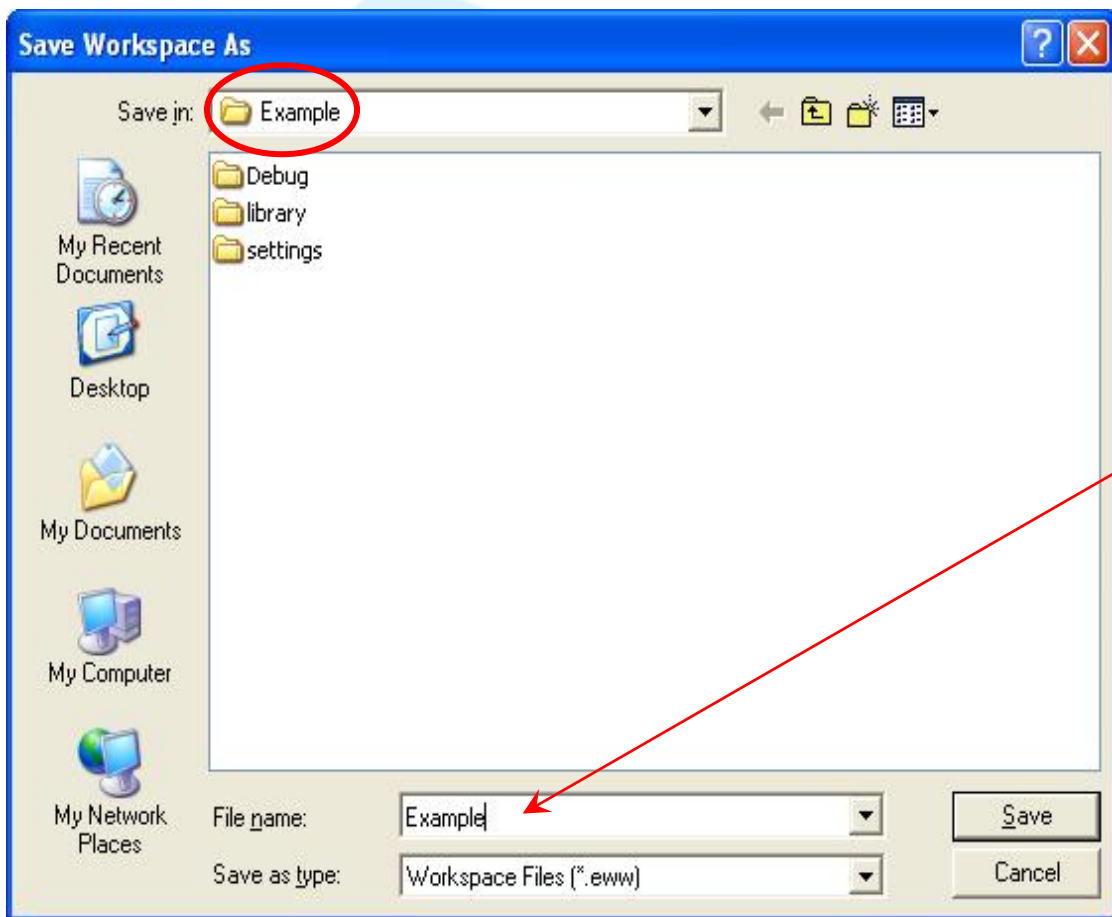 Save Workspace As
Save in: Example
Debug
library
settings
My Recent
Documents
Desktop
My Documents
My Computer
My Network
Places
File name: Example Save
Save as type: Workspace Files (*.eww) Cancel